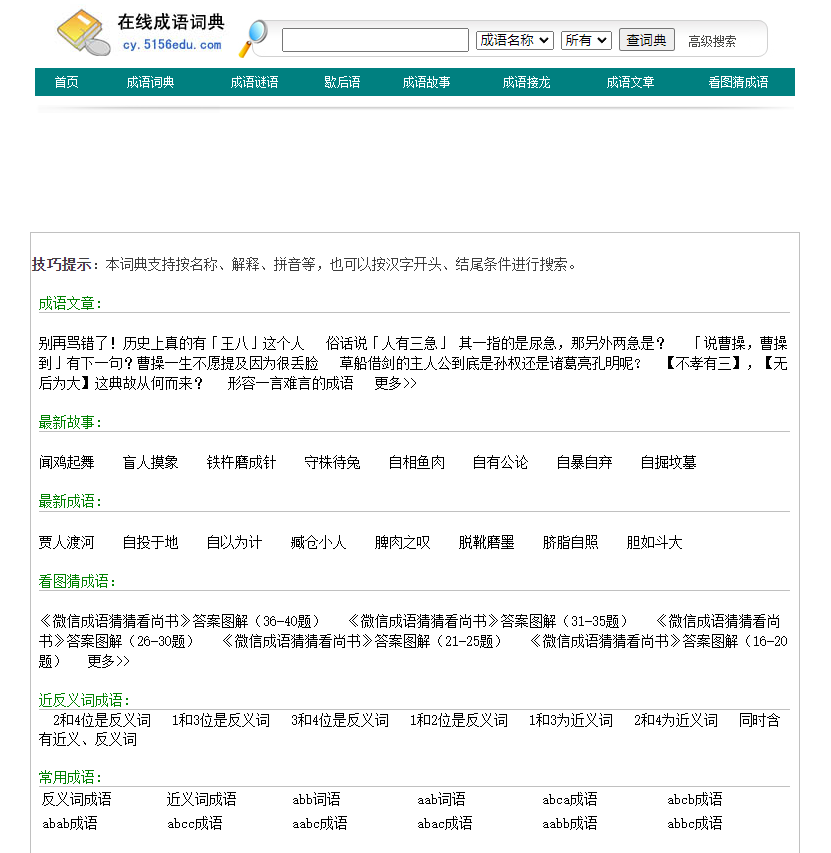 在线成语词典
cy.5156edu.com
成语名称 所有 查词典 高级搜索
首页 成语词典 成语谜语 歇后语 成语故事 成语接龙 成语文章 看图猜成语
技巧提示：本词典支持按名称、解释、拼音等，也可以按汉字开头、结尾条件进行搜索。
成语文章：
别再骂错了！历史上真的有「王八」这个人 俗话说「人有三急」 其一指的是尿急，那另外两急是？ 「说曹操，曹操
到」有下一句？曹操一生不愿提及因为很丢脸 草船借剑的主人公到底是孙权还是诸葛亮孔明呢？ 【不孝有三】，【无
后为大】这典故从何而来？ 形容一言难言的成语 更多>>
最新故事：
闻鸡起舞 盲人摸象 铁杵磨成针 守株待兔 自相鱼肉 自有公论 自暴自弃 自掘坟墓
最新成语：
贾人渡河 自投于地 自以为计 臧仓小人 脾肉之叹 脱靴磨墨 脐脂自照 胆如斗大
看图猜成语：
《微信成语猜猜看尚书》答案图解（36-40题） 《微信成语猜猜看尚书》答案图解（31-35题） 《微信成语猜猜看尚
书》答案图解（26-30题） 《微信成语猜猜看尚书》答案图解（21-25题） 《微信成语猜猜看尚书》答案图解（16-20
题） 更多>>
近反义词成语：
2和4位是反义词 1和3位是反义词 3和4位是反义词 1和2位是反义词 1和3为近义词 2和4为近义词 同时含
有近义、反义词
常用成语：
反义词成语 近义词成语 abb词语 aab词语 abca成语 abcb成语
abab成语 abcc成语 aabc成语 abac成语 aabb成语 abbc成语